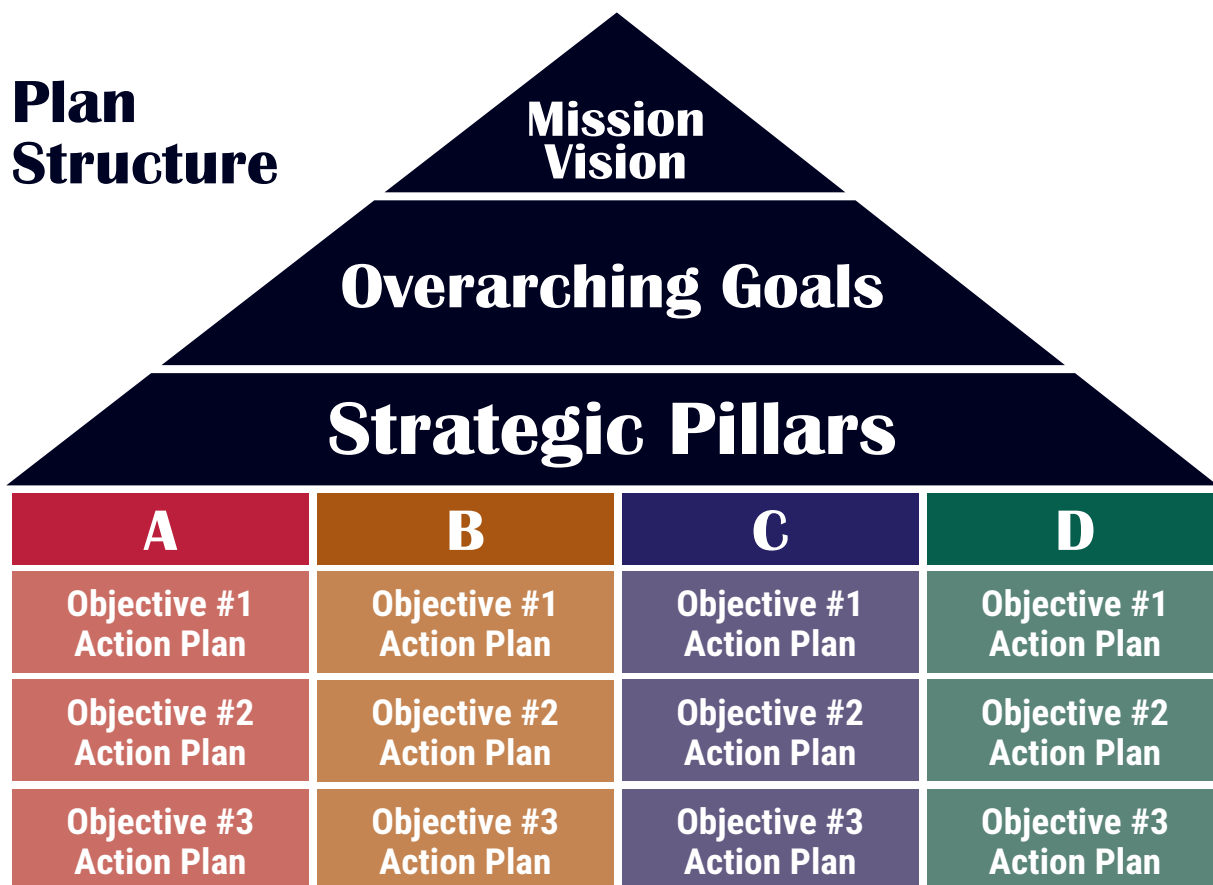 Plan
Structure
Mission
Vision
Overarching Goals
Strategic Pillars
A
B
C
D
Objective #1
Action Plan
Objective #1
Action Plan
Objective #1
Action Plan
Objective #1
Action Plan
Objective #2
Action Plan
Objective #2
Action Plan
Objective #2
Action Plan
Objective #2
Action Plan
Objective #3
Action Plan
Objective #3
Action Plan
Objective #3
Action Plan
Objective #3
Action Plan